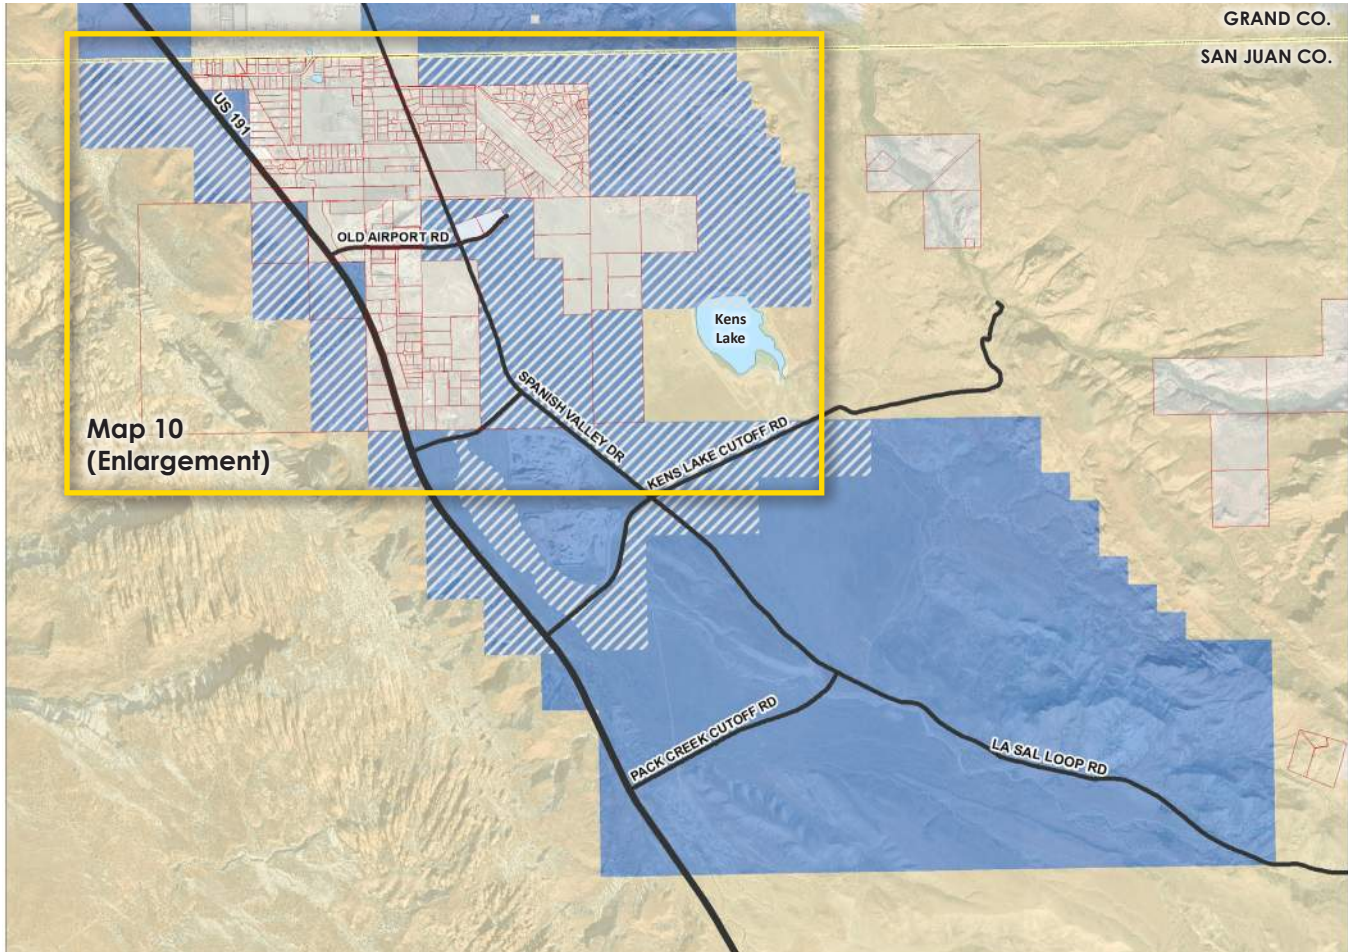 GRAND CO.
SAN JUAN CO.
US 191
OLD AIRPORT RD
Kens
Lake
SPANISH VALLEY DR
Map 10
(Enlargement)
KENS LAKE CUTOFF RD
PACK CREEK CUTOFF RD
LA SAL LOOP RD